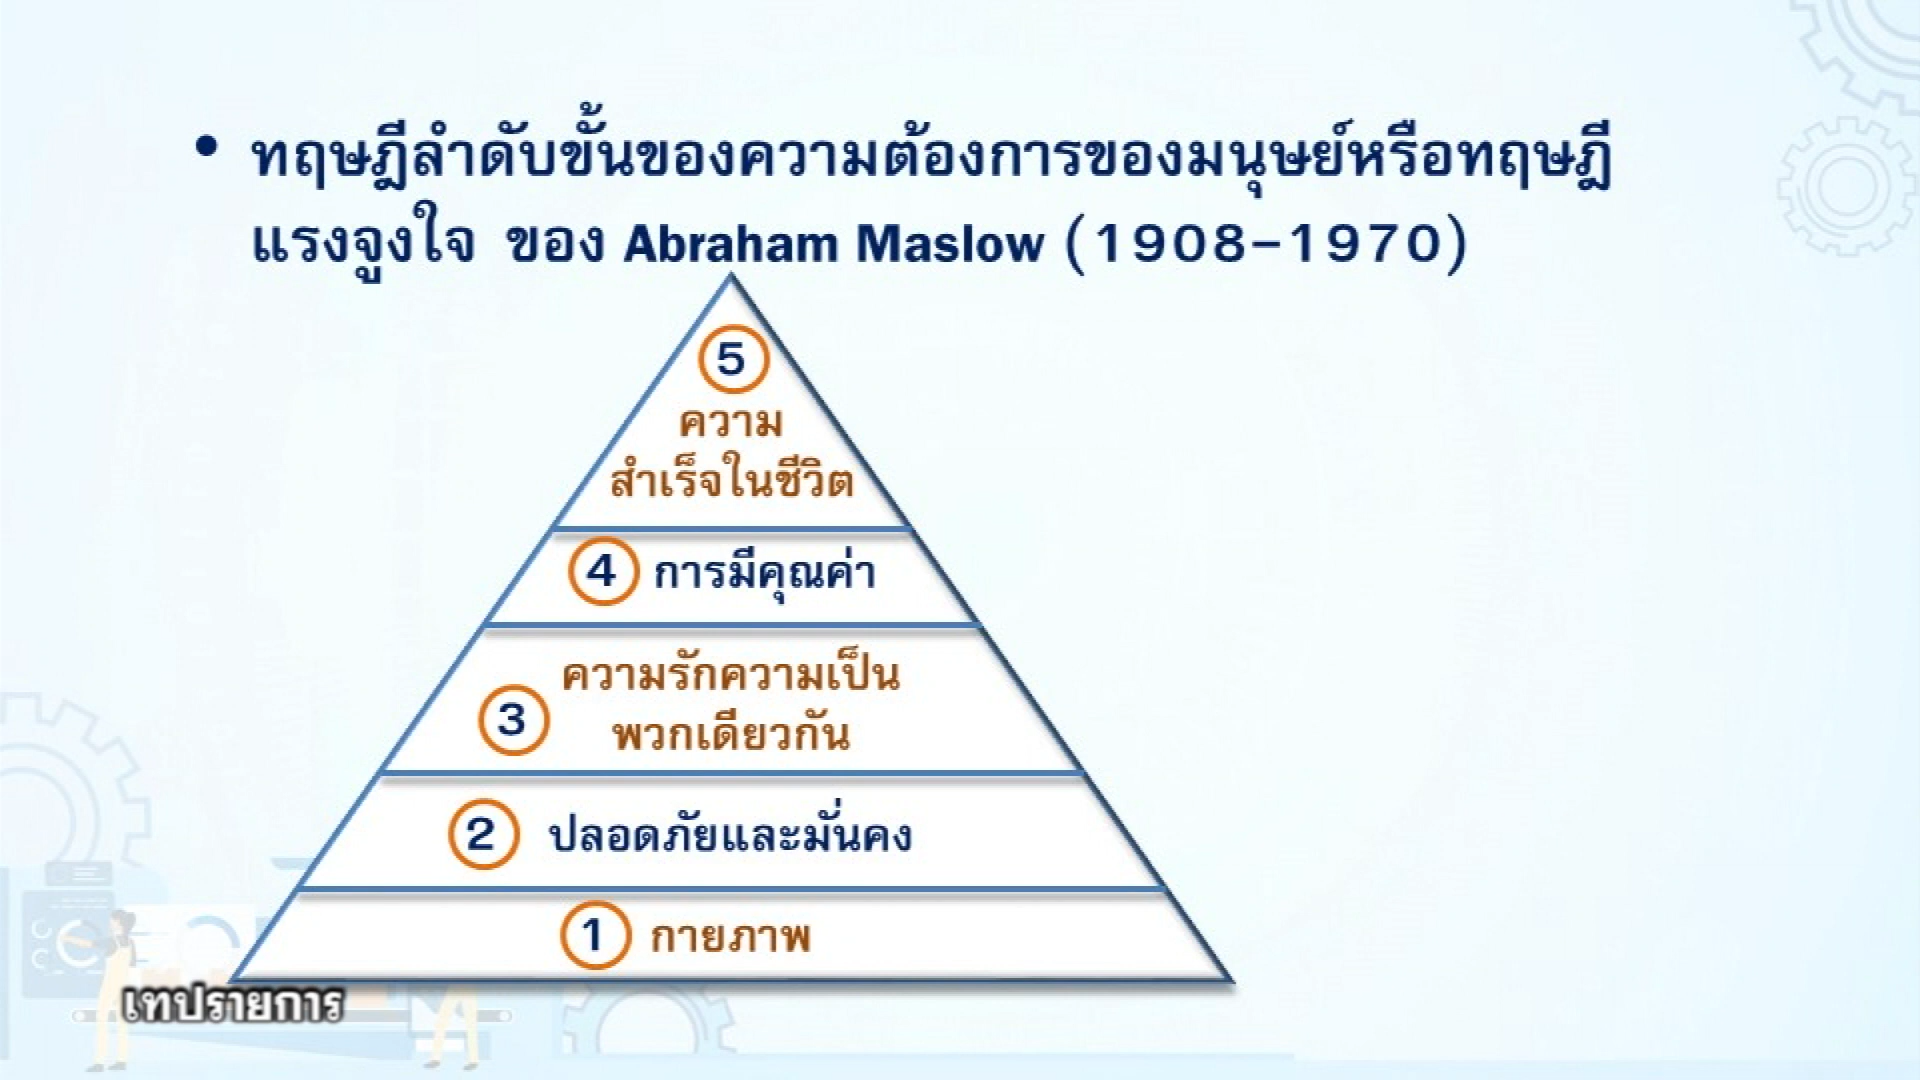 • ทฤษฎีลำดับขั้นของความต้องการของมนุษย์หรือทฤษฎี
แรงจูงใจ ของ Abraham Maslow (1908-1970)
5
ความ
สำเร็จในชีวิต
4 การมีคุณค่า
ความรักความเป็น
3 พวกเดียวกัน
2 ปลอดภัยและมั่นคง
1 กายภาพ
เทปรายการ